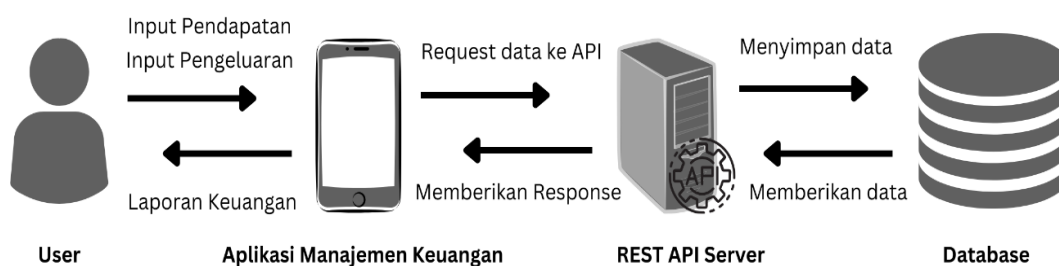 Input Pendapatan
Input Pengeluaran
Laporan Keuangan
Request data ke API
Memberikan Response
Menyimpan data
Memberikan data
API
User
Aplikasi Manajemen Keuangan
REST API Server
Database